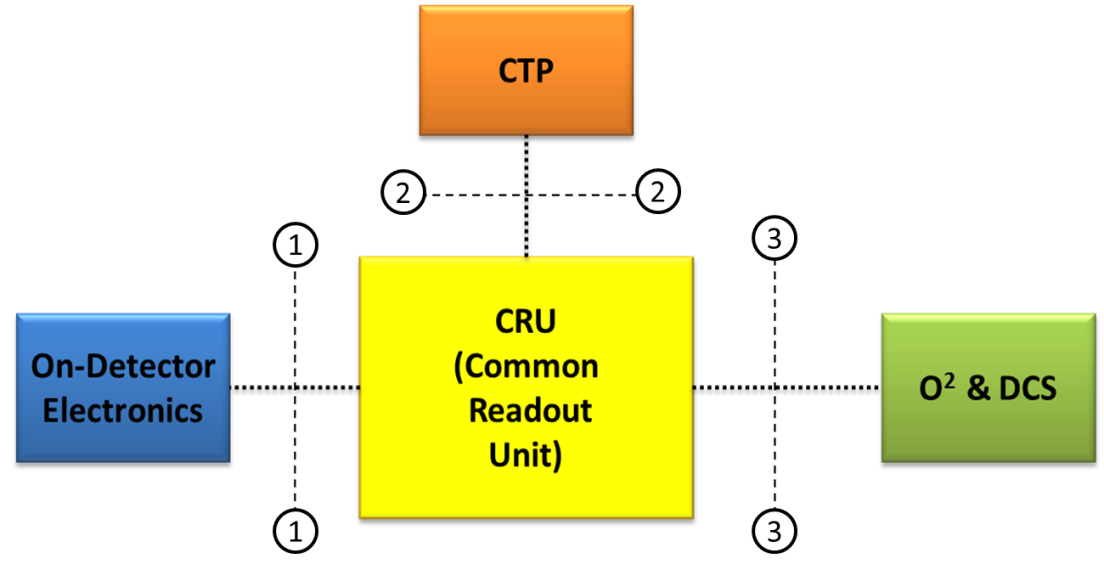 CTP
2
2
1
3
On-Detector
Electronics
CRU
(Common
Readout
Unit)
O² & DCS
1
3